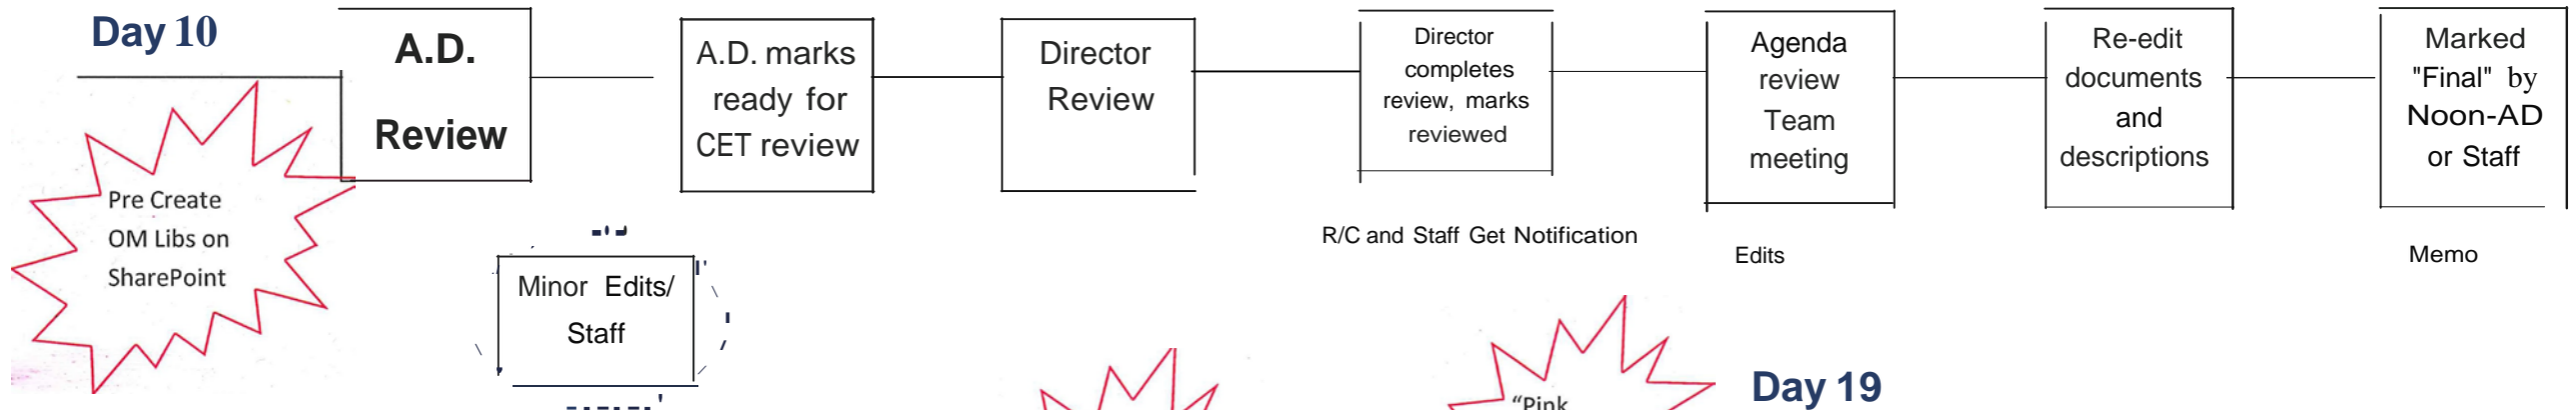 Day 10
A.D.
Review
A.D. marks
ready for
CET review
Director
Review
Director
completes
review, marks
reviewed
Agenda
review
Team
meeting
Re-edit
documents
and
descriptions
Marked
"Final" by
Noon-AD
or Staff
Pre Create
OM Libs on
SharePoint
R/C and Staff Get Notification
Edits
Memo
Minor Edits/
Staff
"Pink
Day 19